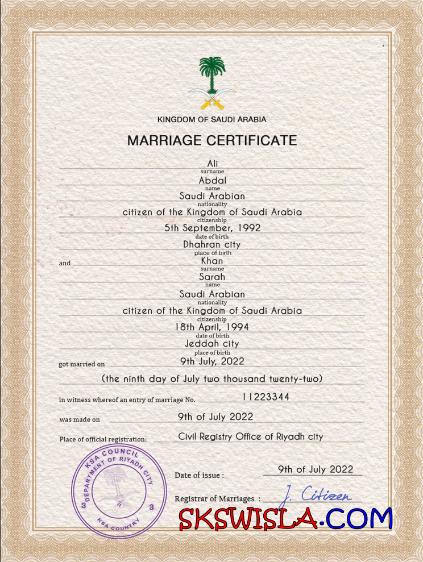 KINGDOM OF SAUDI ARABIA
MARRIAGE CERTIFICATE
Ali
surname
Abdal
name
Saudi Arabian
nationality
citizen of the Kingdom of Saudi Arabia
citizenship
5th September, 1992
date of birth
Dhahran city
place of birth
and Khan
surname
Sarah
name
Saudi Arabian
nationality
citizen of the Kingdom of Saudi Arabia
citizenship
18th April, 1994
date of birth
Jeddah city
place of birth
got married on 9th July, 2022
(the ninth day of July two thousand twenty-two)
in witness whereof an entry of marriage No. 11223344
was made on 9th of July 2022
Place of official registration: Civil Registry Office of Riyadh city
KSA COUNCIL
DEPARTMENT OF RIYADH CITY
3 3
KSA COUNTRY
Date of issue : 9th of July 2022
Registrar of Marriages : J. Citizen
SKSWISLA.COM